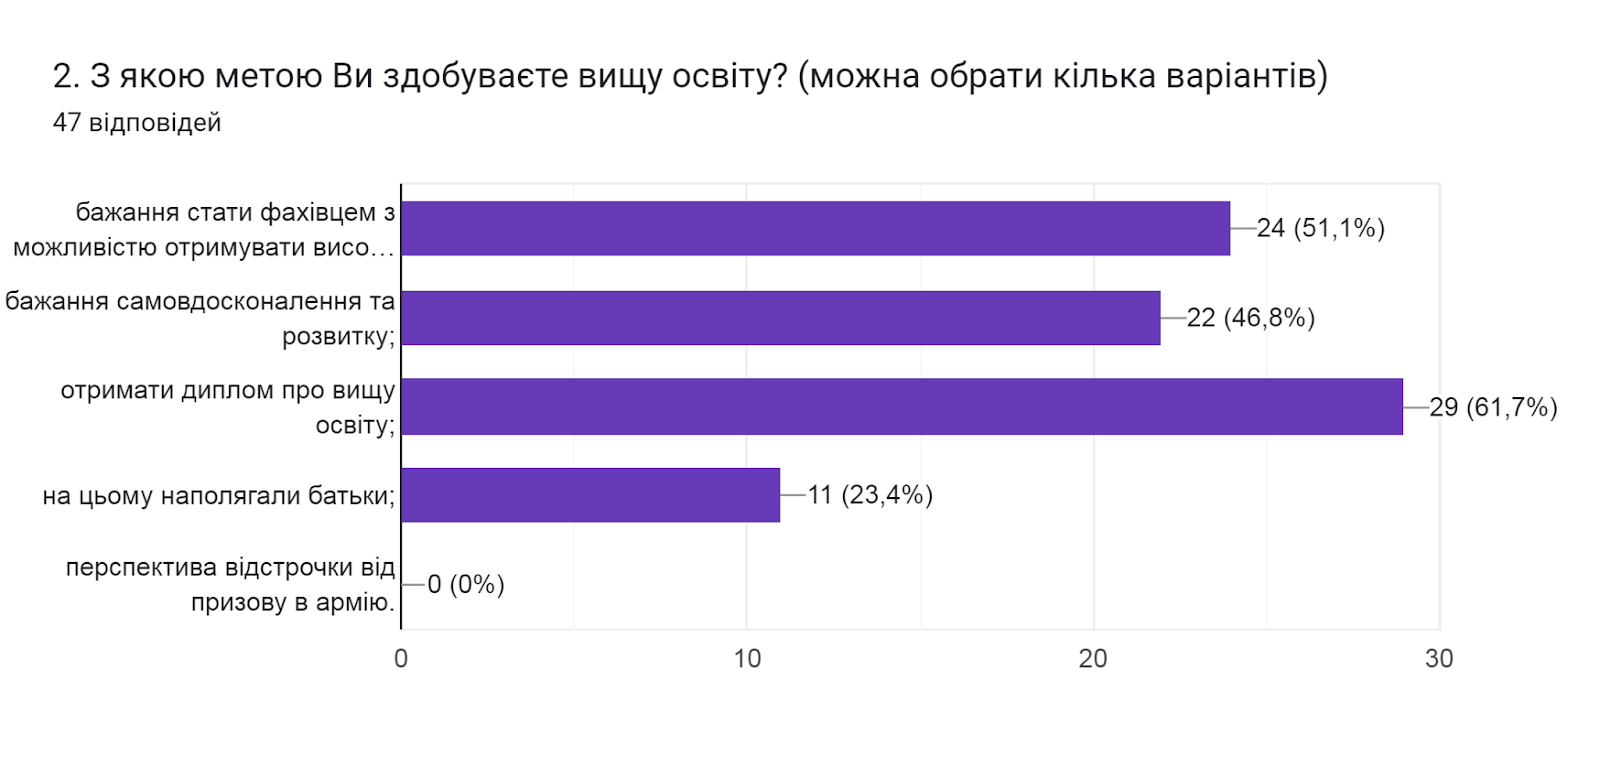 2. З якою метою Ви здобуваєте вищу освіту? (можна обрати кілька варіантів)
47 відповідей
бажання стати фахівцем з
можливістю отримувати висо…
24 (51,1%)
бажання самовдосконалення та
розвитку;
22 (46,8%)
отримати диплом про вищу
освіту;
29 (61,7%)
на цьому наполягали батьки;
11 (23,4%)
перспектива відстрочки від
призову в армію.
0 (0%)
0 10 20 30